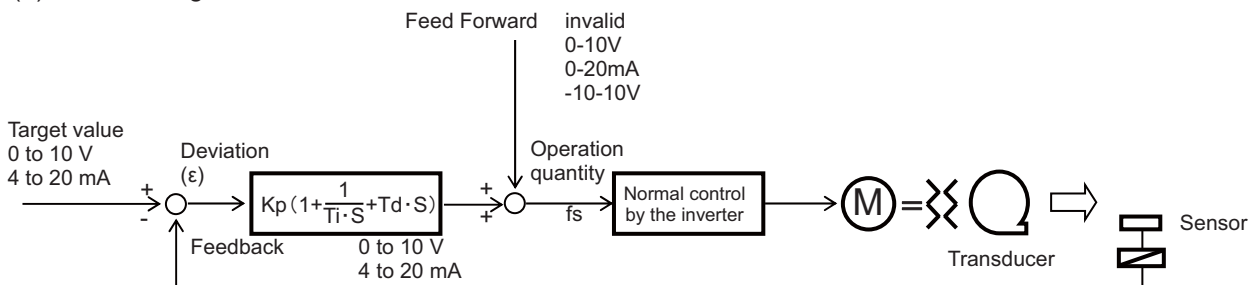 Feed Forward
invalid
0-10V
0-20mA
-10-10V
Target value
0 to 10 V
4 to 20 mA
+
-
Deviation
(ε)
Feedback
Kp(1+1/Ti·S+Td·S)
0 to 10 V
4 to 20 mA
+
+
Operation
quantity
fs
Normal control
by the inverter
M
Transducer
Sensor